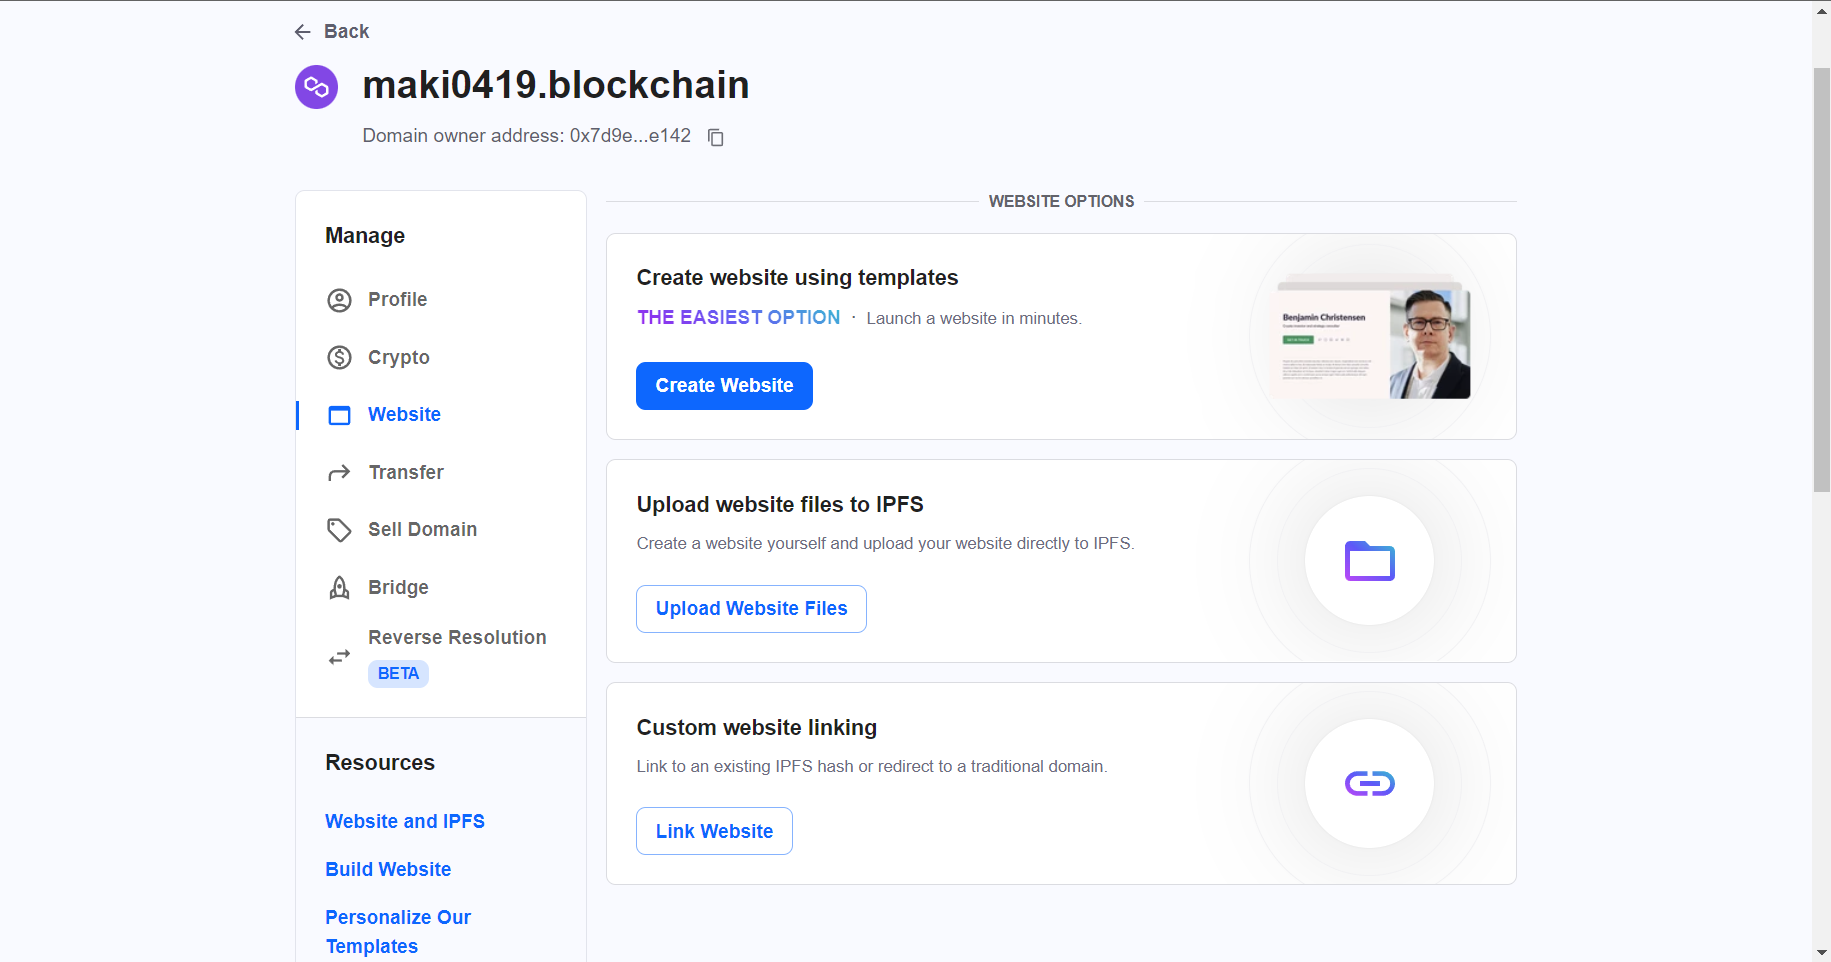 Back
maki0419.blockchain
Domain owner address: 0x7d9e...e142
Manage
Profile
Crypto
Website
Transfer
Sell Domain
Bridge
Reverse Resolution
BETA
Resources
Website and IPFS
Build Website
Personalize Our
Templates
WEBSITE OPTIONS
Create website using templates
THE EASIEST OPTION · Launch a website in minutes.
Create Website
Benjamin Christensen
Upload website files to IPFS
Create a website yourself and upload your website directly to IPFS.
Upload Website Files
Custom website linking
Link to an existing IPFS hash or redirect to a traditional domain.
Link Website